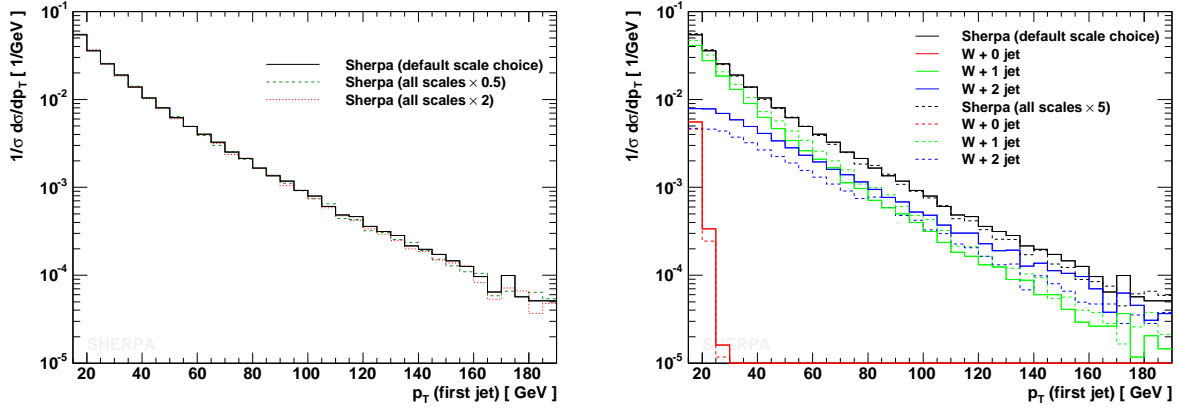 1/σ dσ/dp_T [ 1/GeV ]
10^-1
10^-2
10^-3
10^-4
10^-5
Sherpa (default scale choice)
Sherpa (all scales × 0.5)
Sherpa (all scales × 2)
SHERPA
20 40 60 80 100 120 140 160 180
p_T (first jet) [ GeV ]
1/σ dσ/dp_T [ 1/GeV ]
10^-1
10^-2
10^-3
10^-4
10^-5
Sherpa (default scale choice)
W + 0 jet
W + 1 jet
W + 2 jet
Sherpa (all scales × 5)
W + 0 jet
W + 1 jet
W + 2 jet
SHERPA
20 40 60 80 100 120 140 160 180
p_T (first jet) [ GeV ]